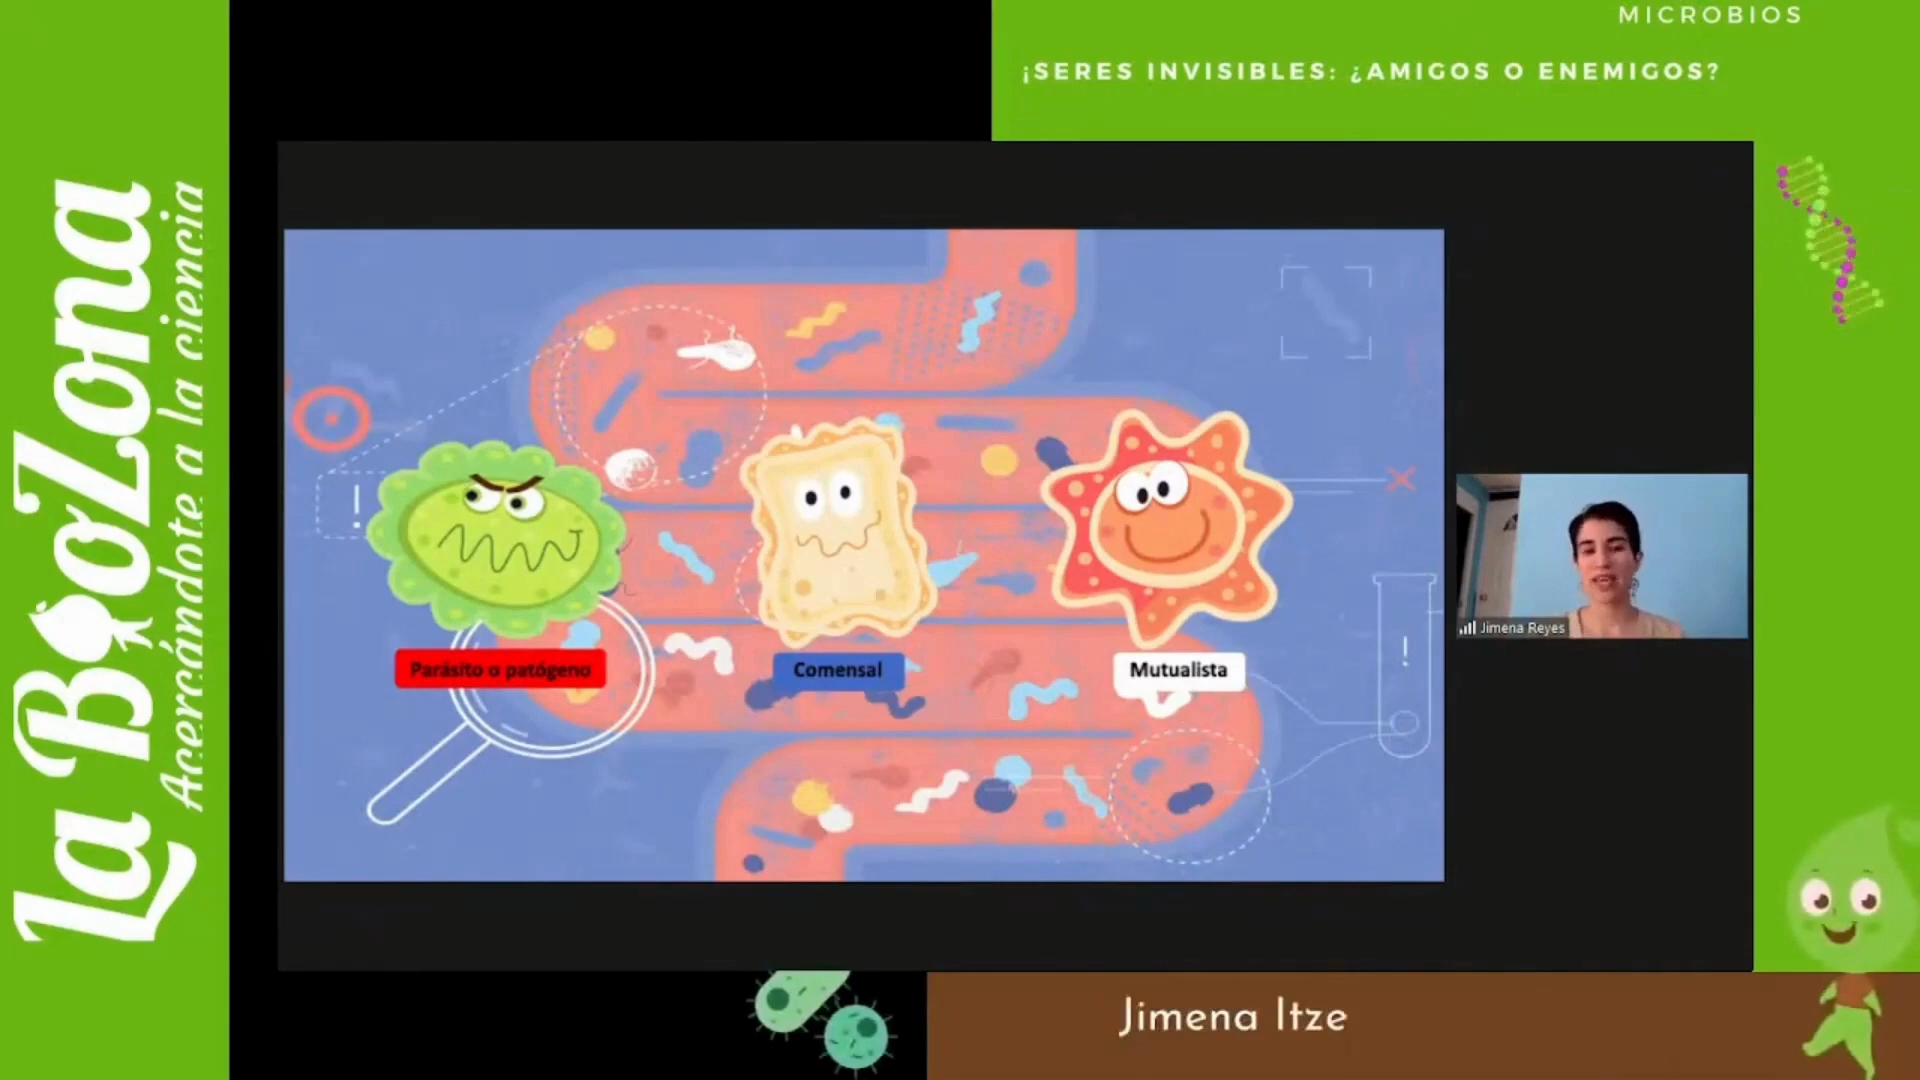 MICROBIOS
¡SERES INVISIBLES: ¿AMIGOS O ENEMIGOS?
La BioZona
Acercándote a la ciencia
!
Parásito o patógeno
Comensal
Mutualista
!
Jimena Reyes
Jimena Itze